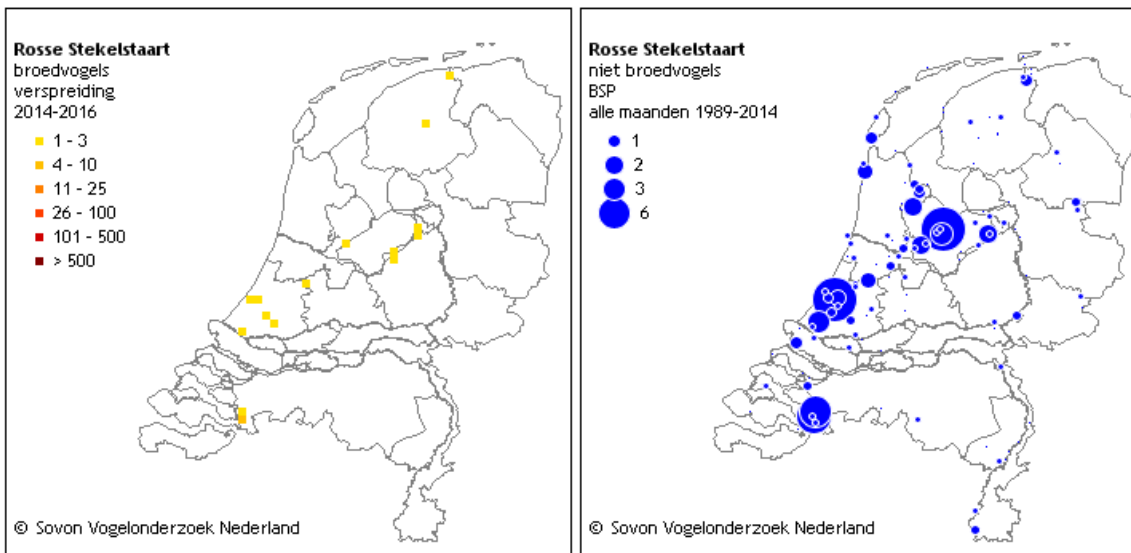 Rosse Stekelstaart
broedvogels
verspreiding
2014-2016
1 - 3
4 - 10
11 - 25
26 - 100
101 - 500
> 500
© Sovon Vogelonderzoek Nederland
Rosse Stekelstaart
niet broedvogels
BSP
alle maanden 1989-2014
1
2
3
6
© Sovon Vogelonderzoek Nederland